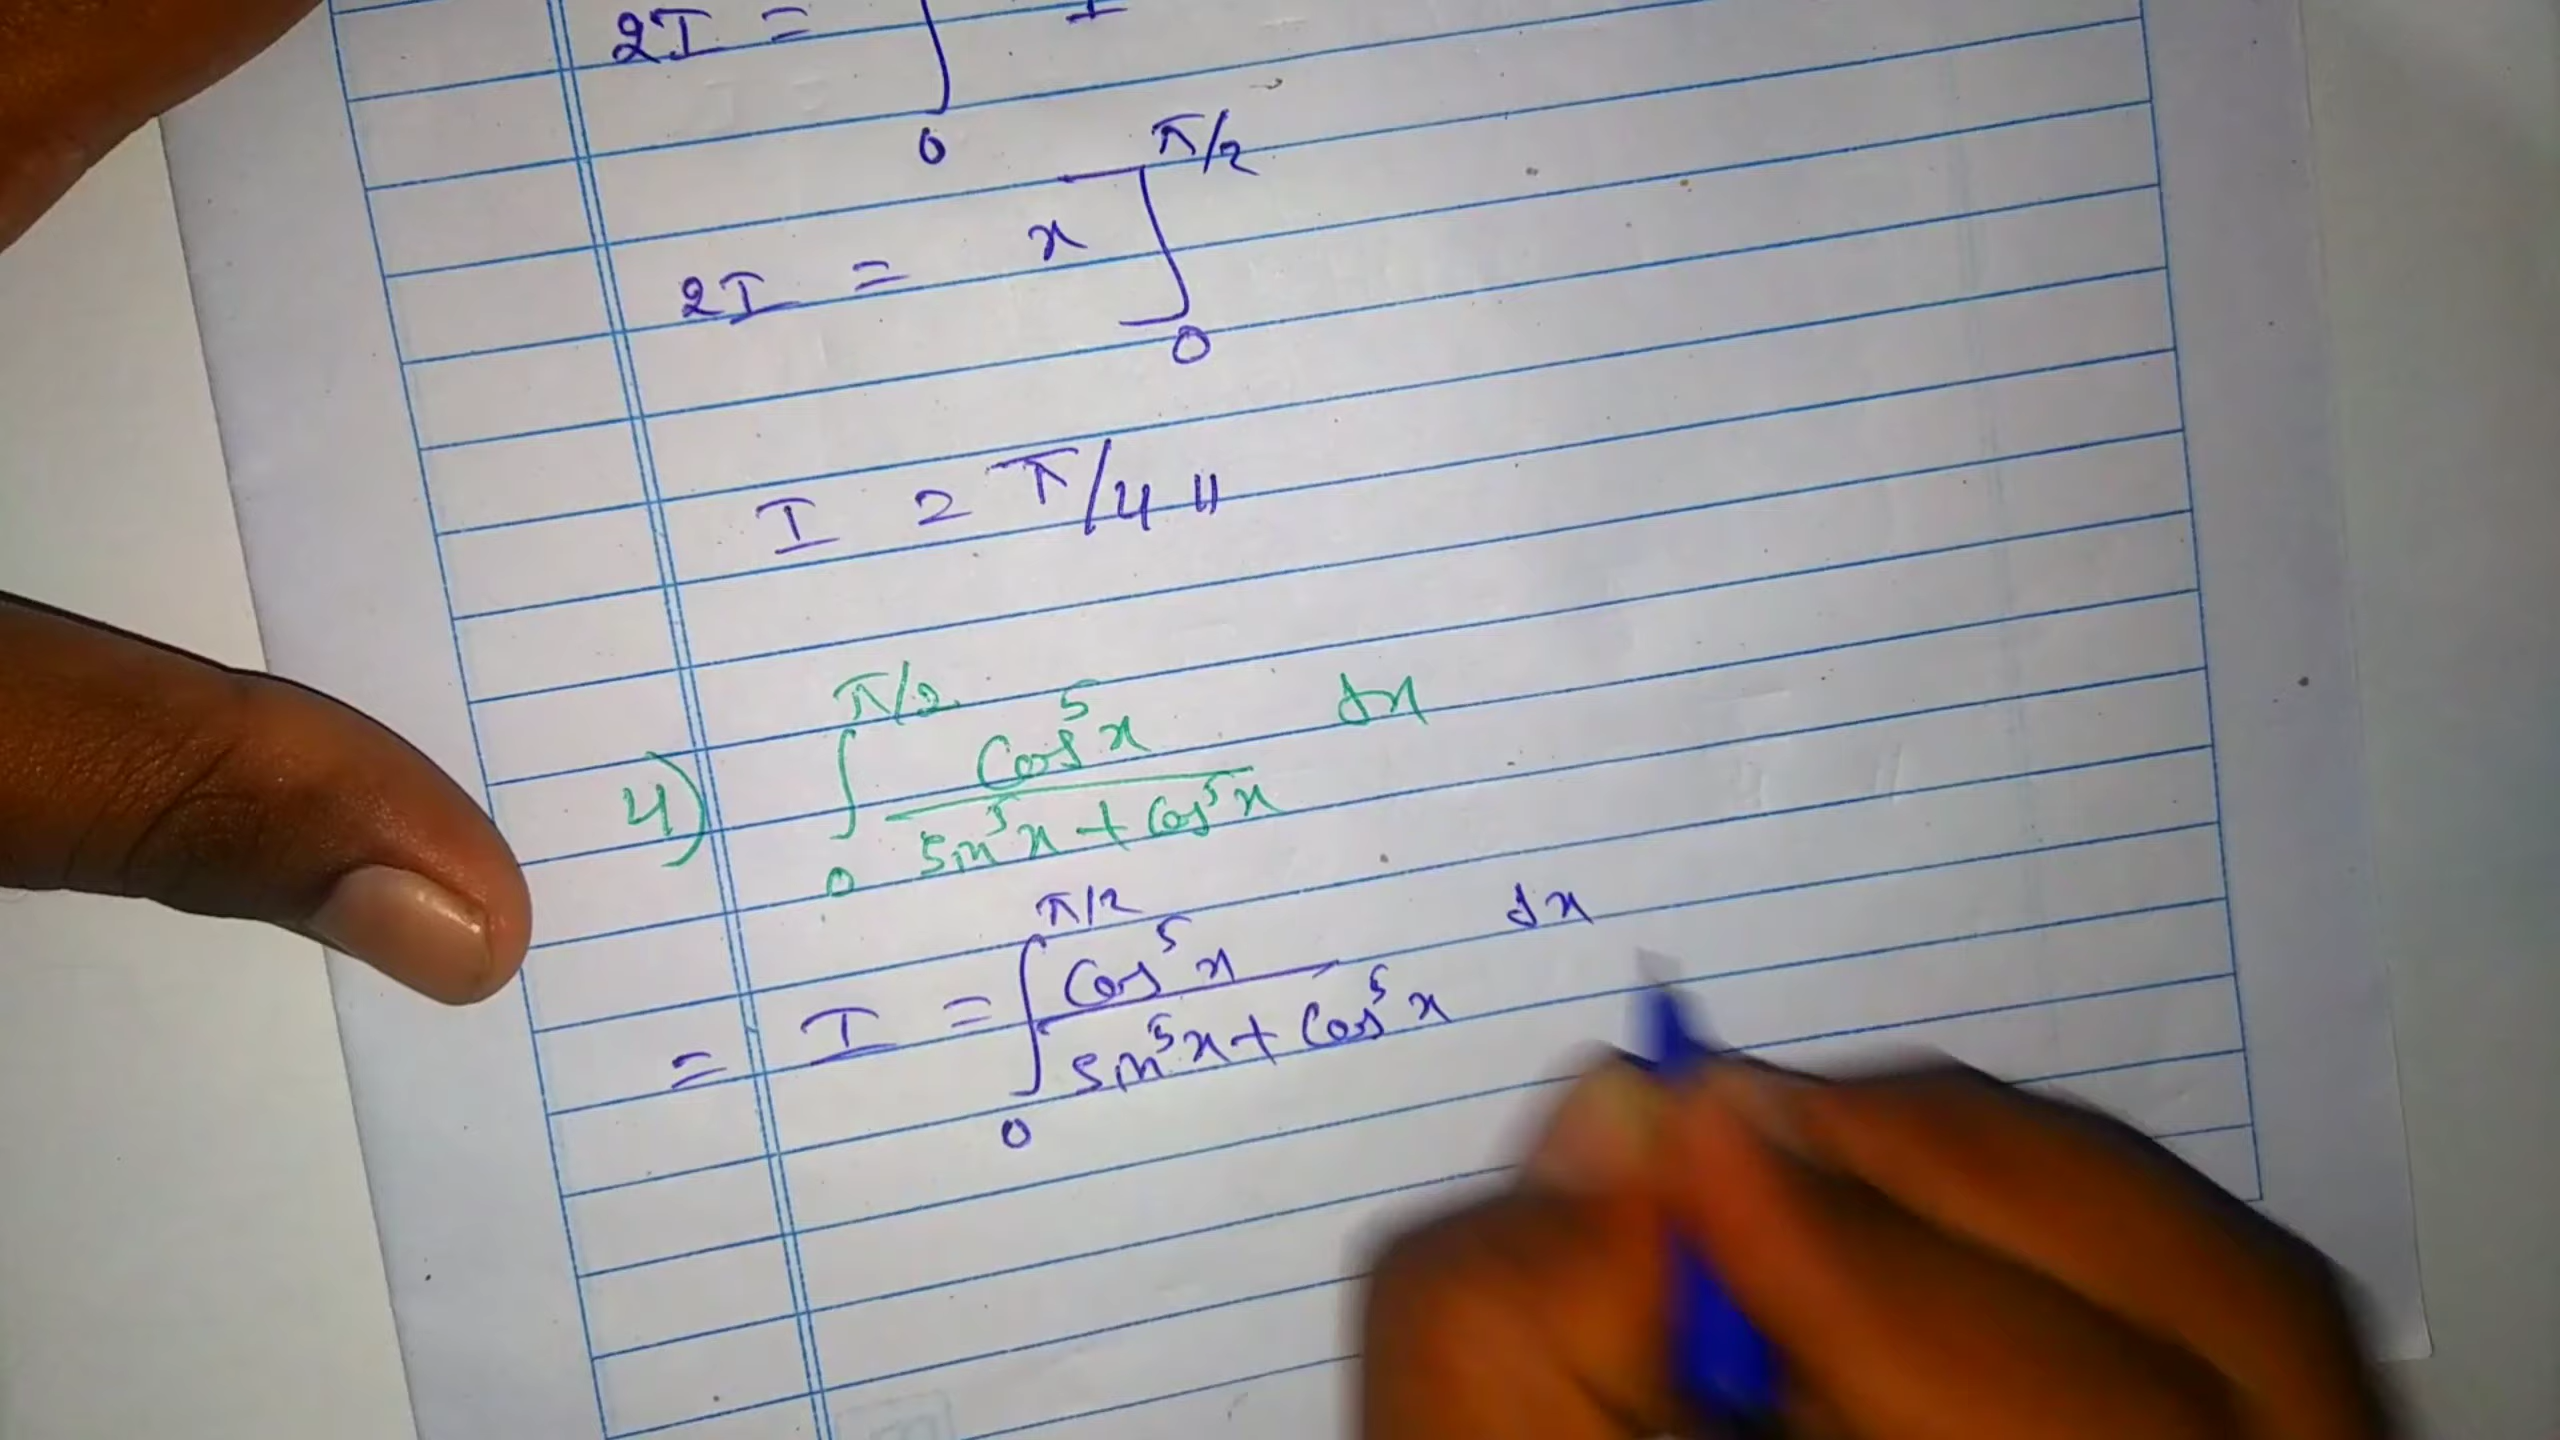 2I = ∫
0
π/2
2I = x ]
0
I = π/4 ॥
π/2
4) ∫ cos⁵x dx
sin⁵x + cos⁵x
0
π/2
= I = ∫ cos⁵x dx
sin⁵x + cos⁵x
0